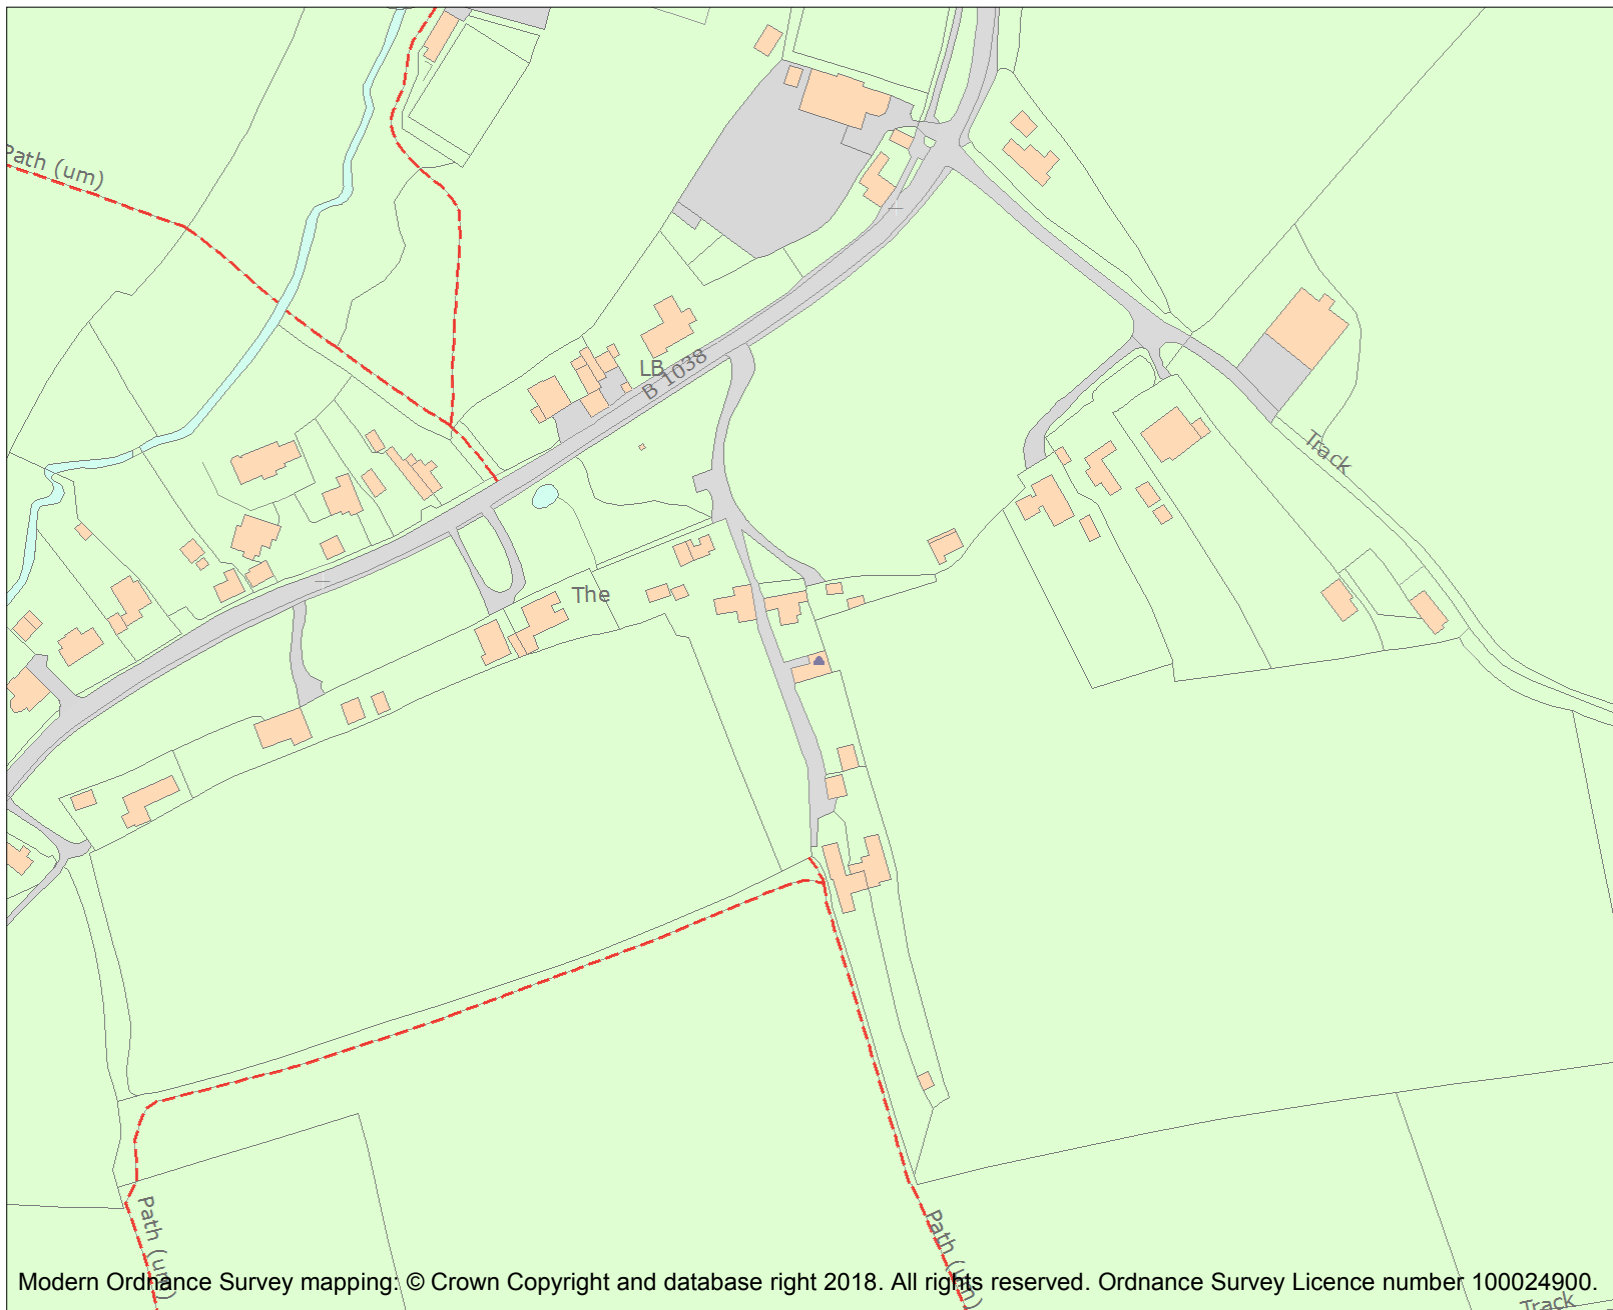 Path (um)
LB
B 1038
Track
The
Path (um)
Path (um)
Modern Ordnance Survey mapping: © Crown Copyright and database right 2018. All rights reserved. Ordnance Survey Licence number 100024900.
Track